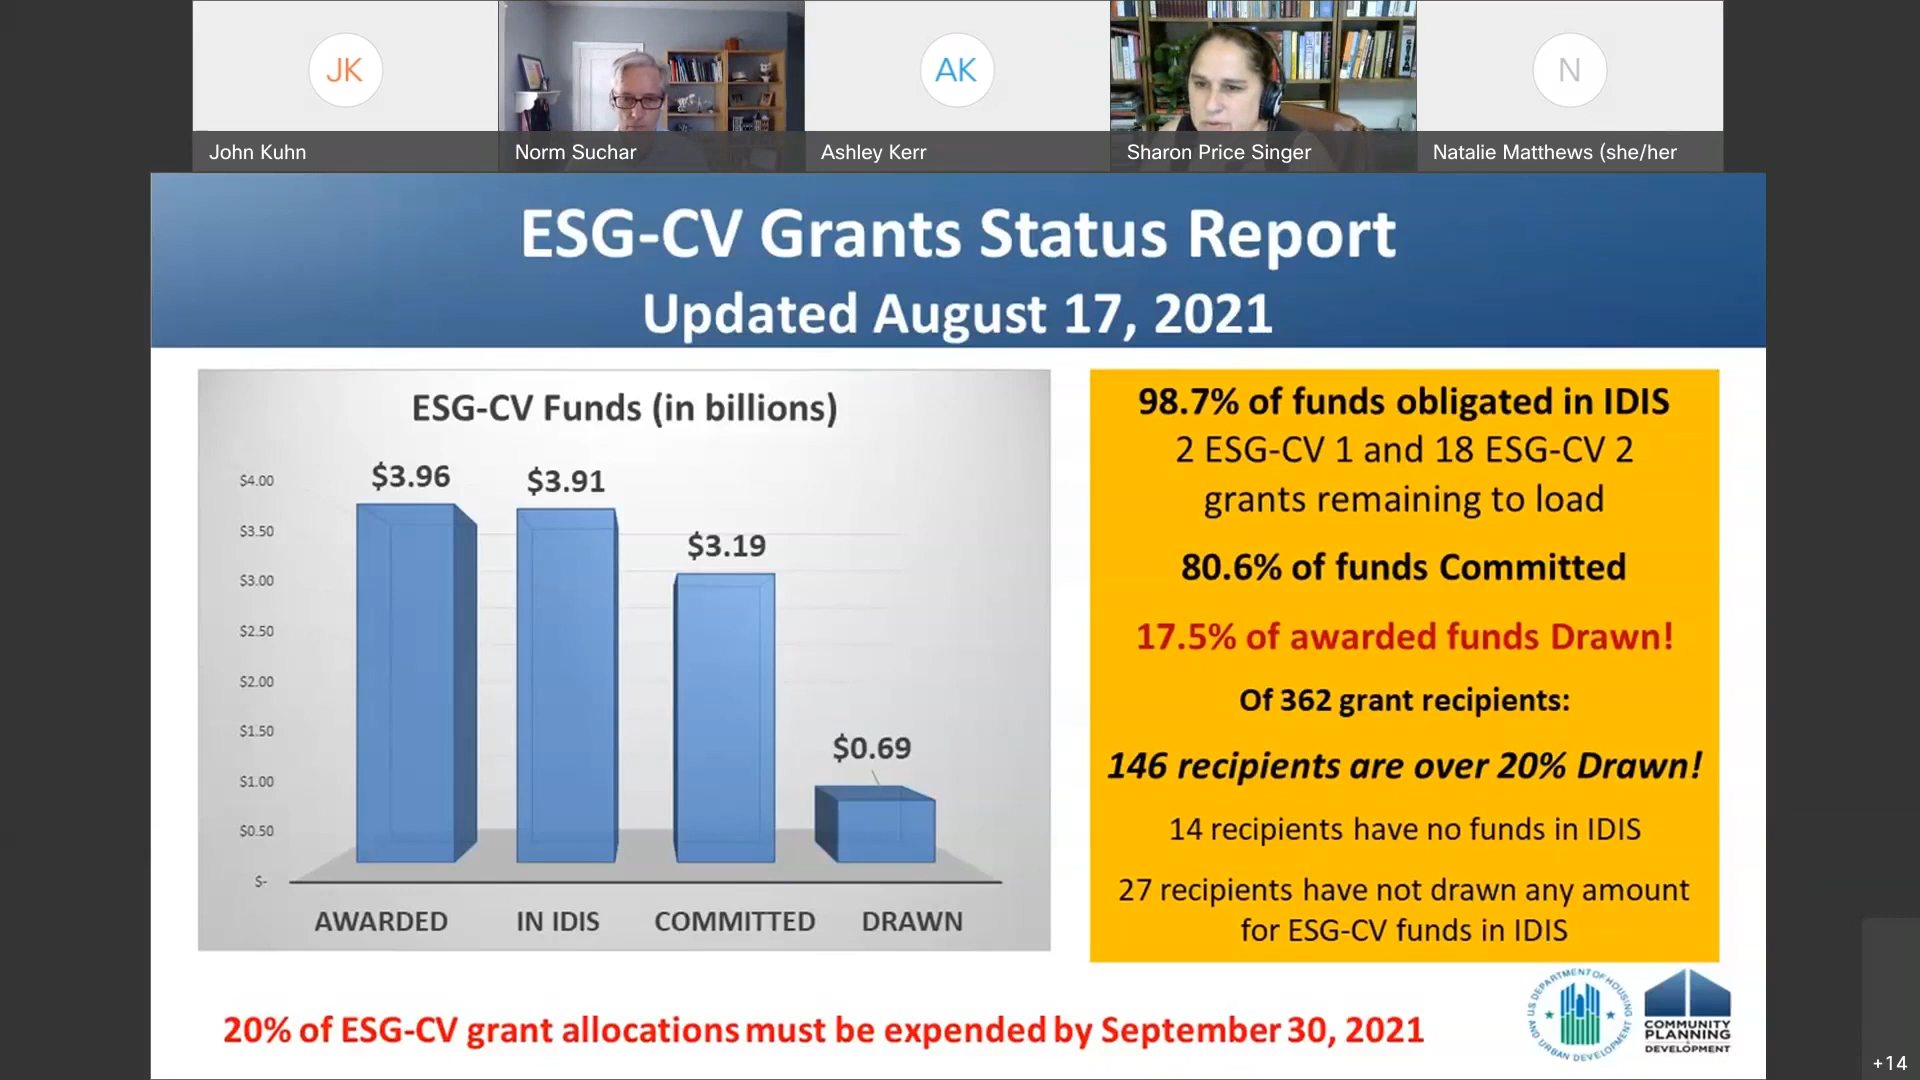 JK
AK
N
John Kuhn
Norm Suchar
Ashley Kerr
Sharon Price Singer
Natalie Matthews (she/her
ESG-CV Grants Status Report
Updated August 17, 2021
ESG-CV Funds (in billions)
$4.00
$3.50
$3.00
$2.50
$2.00
$1.50
$1.00
$0.50
$-
$3.96
$3.91
$3.19
$0.69
AWARDED
IN IDIS
COMMITTED
DRAWN
98.7% of funds obligated in IDIS
2 ESG-CV 1 and 18 ESG-CV 2
grants remaining to load
80.6% of funds Committed
17.5% of awarded funds Drawn!
Of 362 grant recipients:
146 recipients are over 20% Drawn!
14 recipients have no funds in IDIS
27 recipients have not drawn any amount
for ESG-CV funds in IDIS
20% of ESG-CV grant allocations must be expended by September 30, 2021
U.S. DEPARTMENT OF HOUSING
AND URBAN DEVELOPMENT
COMMUNITY
PLANNING
DEVELOPMENT
+14